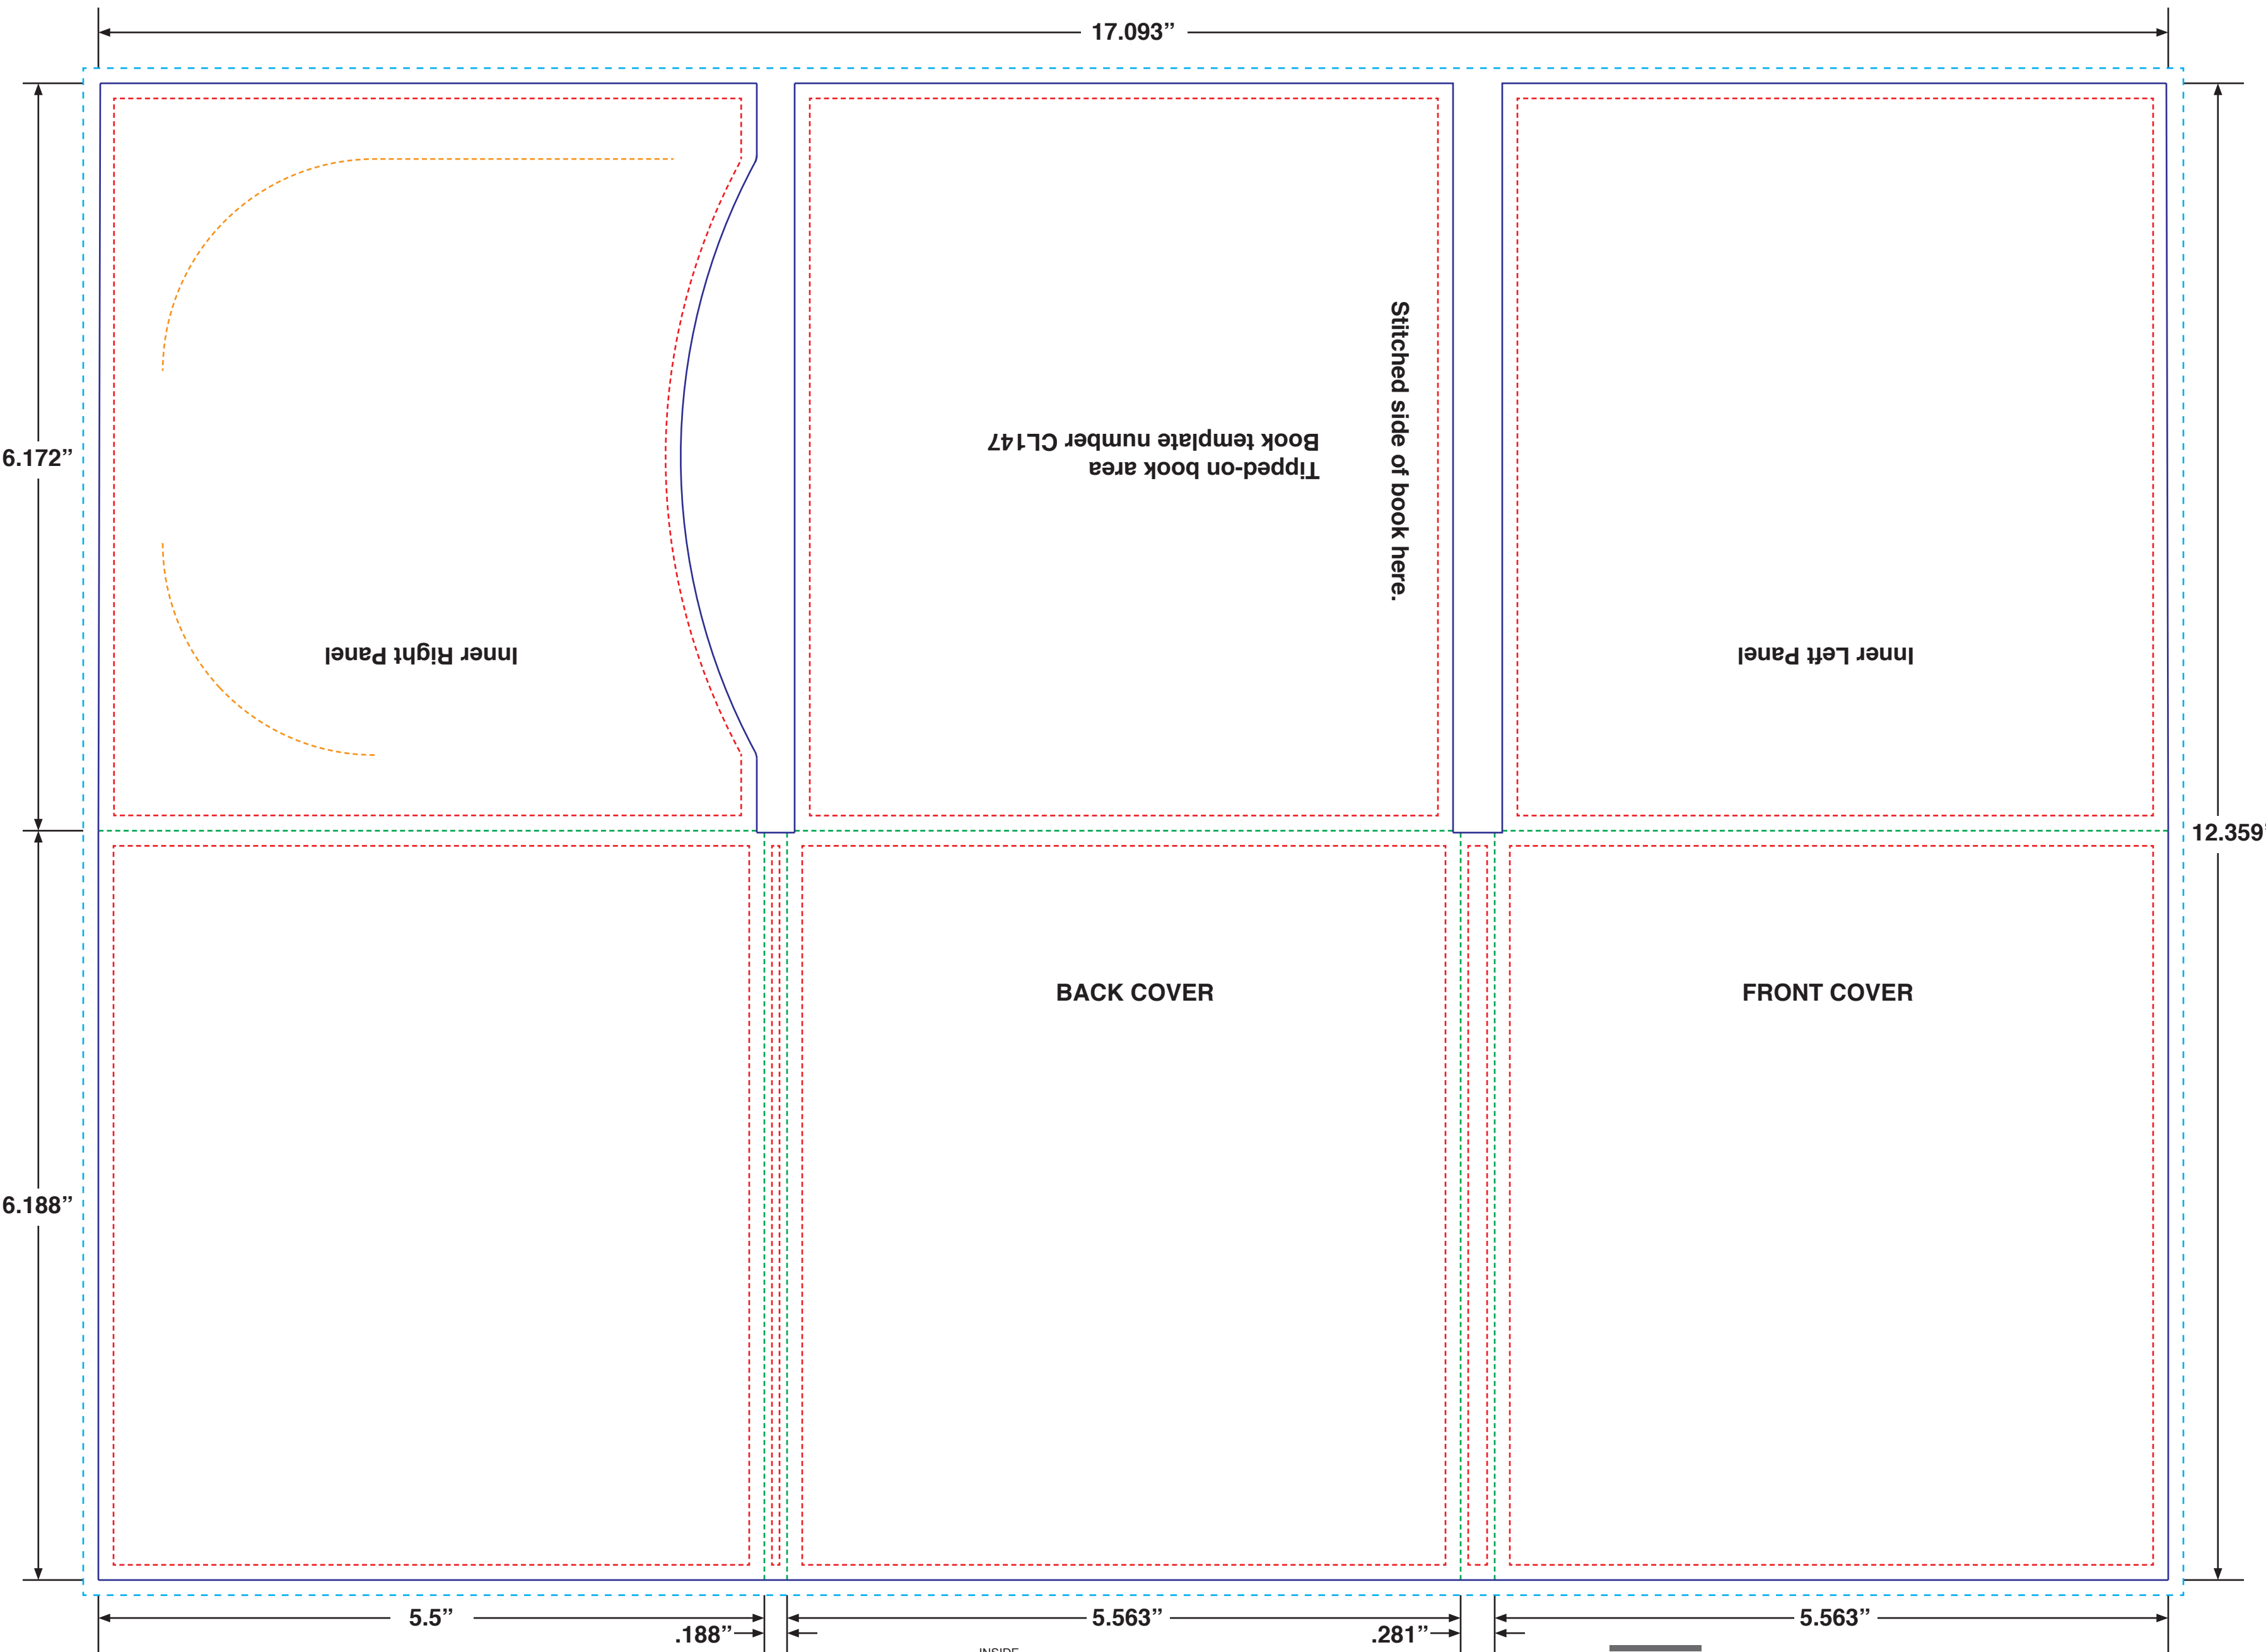 17.093”
Stitched side of book here.
Tipped-on book area
Book template number CL147
6.172”
Inner Right Panel
Inner Left Panel
12.359”
BACK COVER
FRONT COVER
6.188”
5.5”
5.563”
5.563”
.188”
.281”
INSIDE